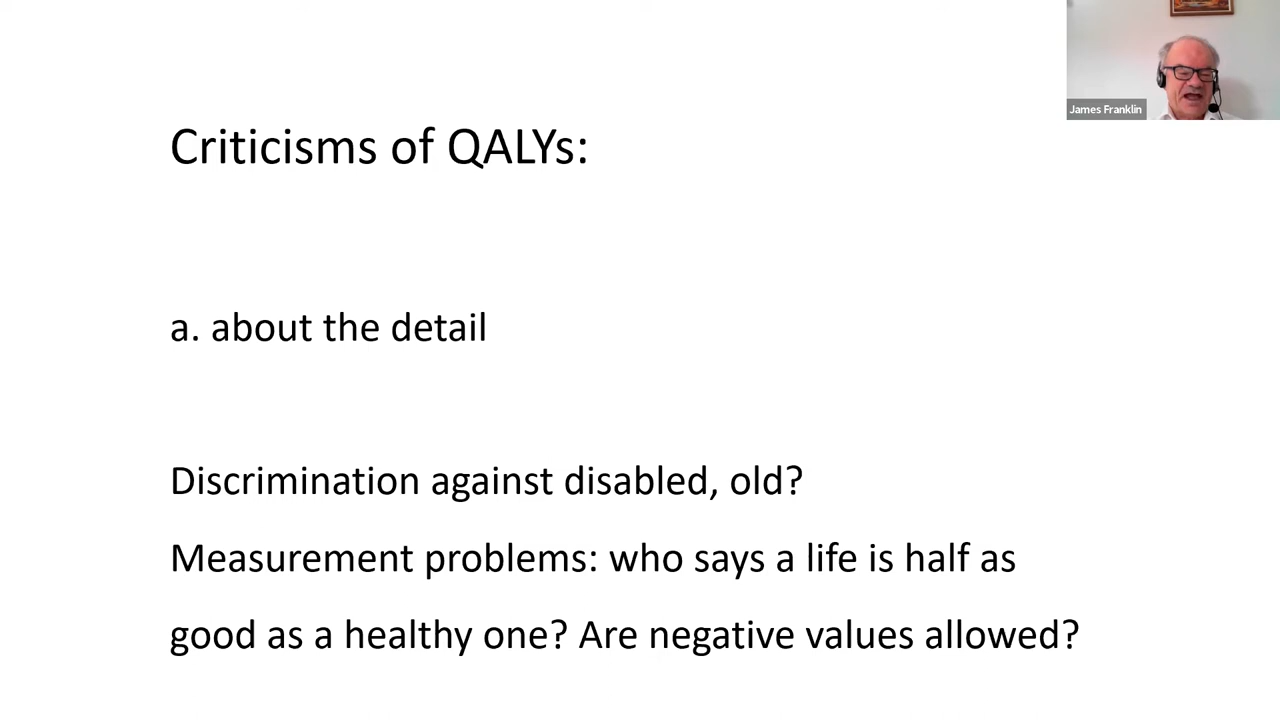 James Franklin
Criticisms of QALYs:
a. about the detail
Discrimination against disabled, old?
Measurement problems: who says a life is half as
good as a healthy one? Are negative values allowed?